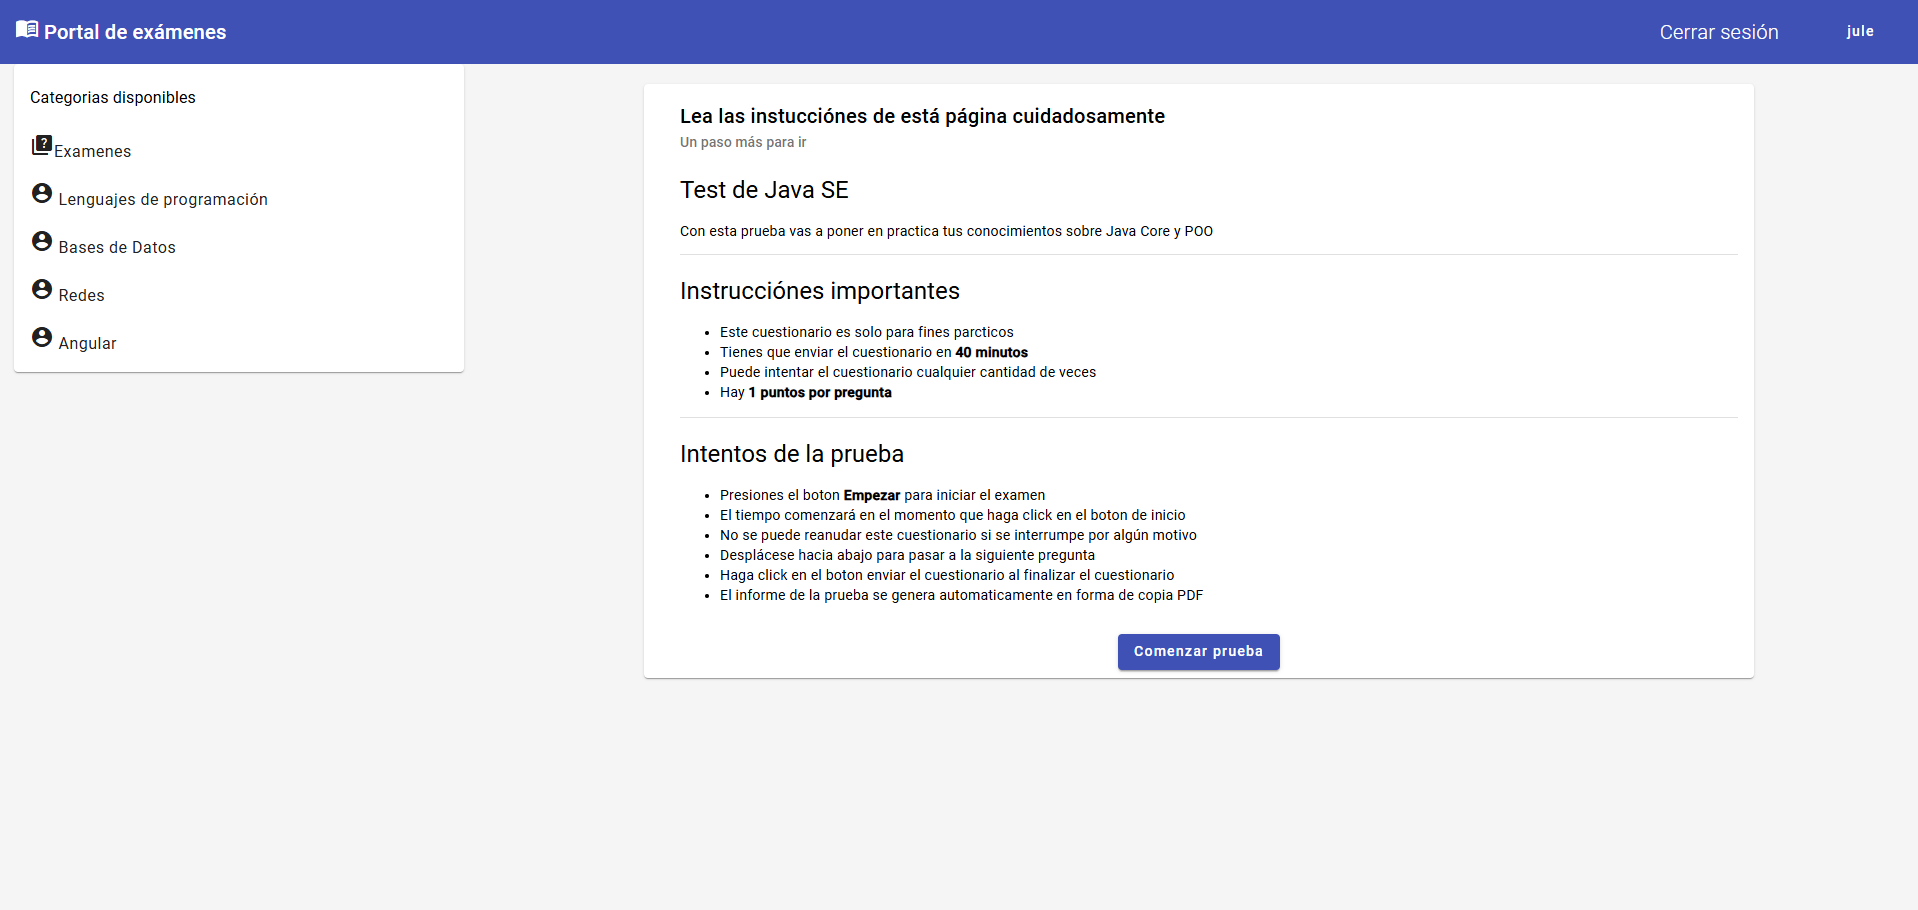 Portal de exámenes
Cerrar sesión
jule
Categorias disponibles
Examenes
Lenguajes de programación
Bases de Datos
Redes
Angular
Lea las instucciónes de está página cuidadosamente
Un paso más para ir
Test de Java SE
Con esta prueba vas a poner en practica tus conocimientos sobre Java Core y POO
Instrucciónes importantes
Este cuestionario es solo para fines parcticos
Tienes que enviar el cuestionario en 40 minutos
Puede intentar el cuestionario cualquier cantidad de veces
Hay 1 puntos por pregunta
Intentos de la prueba
Presiones el boton Empezar para iniciar el examen
El tiempo comenzará en el momento que haga click en el boton de inicio
No se puede reanudar este cuestionario si se interrumpe por algún motivo
Desplácese hacia abajo para pasar a la siguiente pregunta
Haga click en el boton enviar el cuestionario al finalizar el cuestionario
El informe de la prueba se genera automaticamente en forma de copia PDF
Comenzar prueba